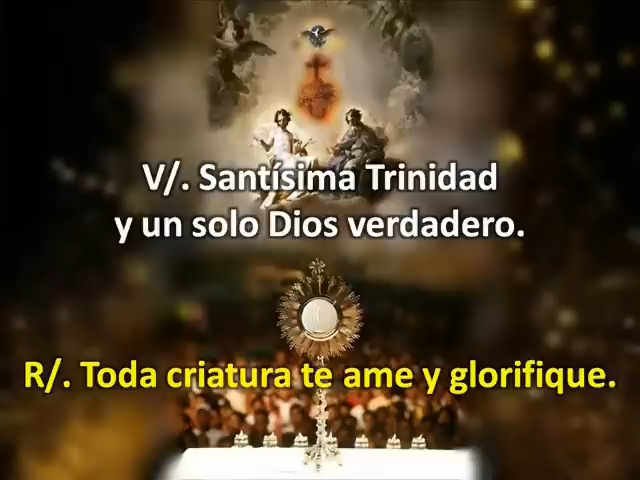 V/. Santísima Trinidad
y un solo Dios verdadero.
R/. Toda criatura te ame y glorifique.